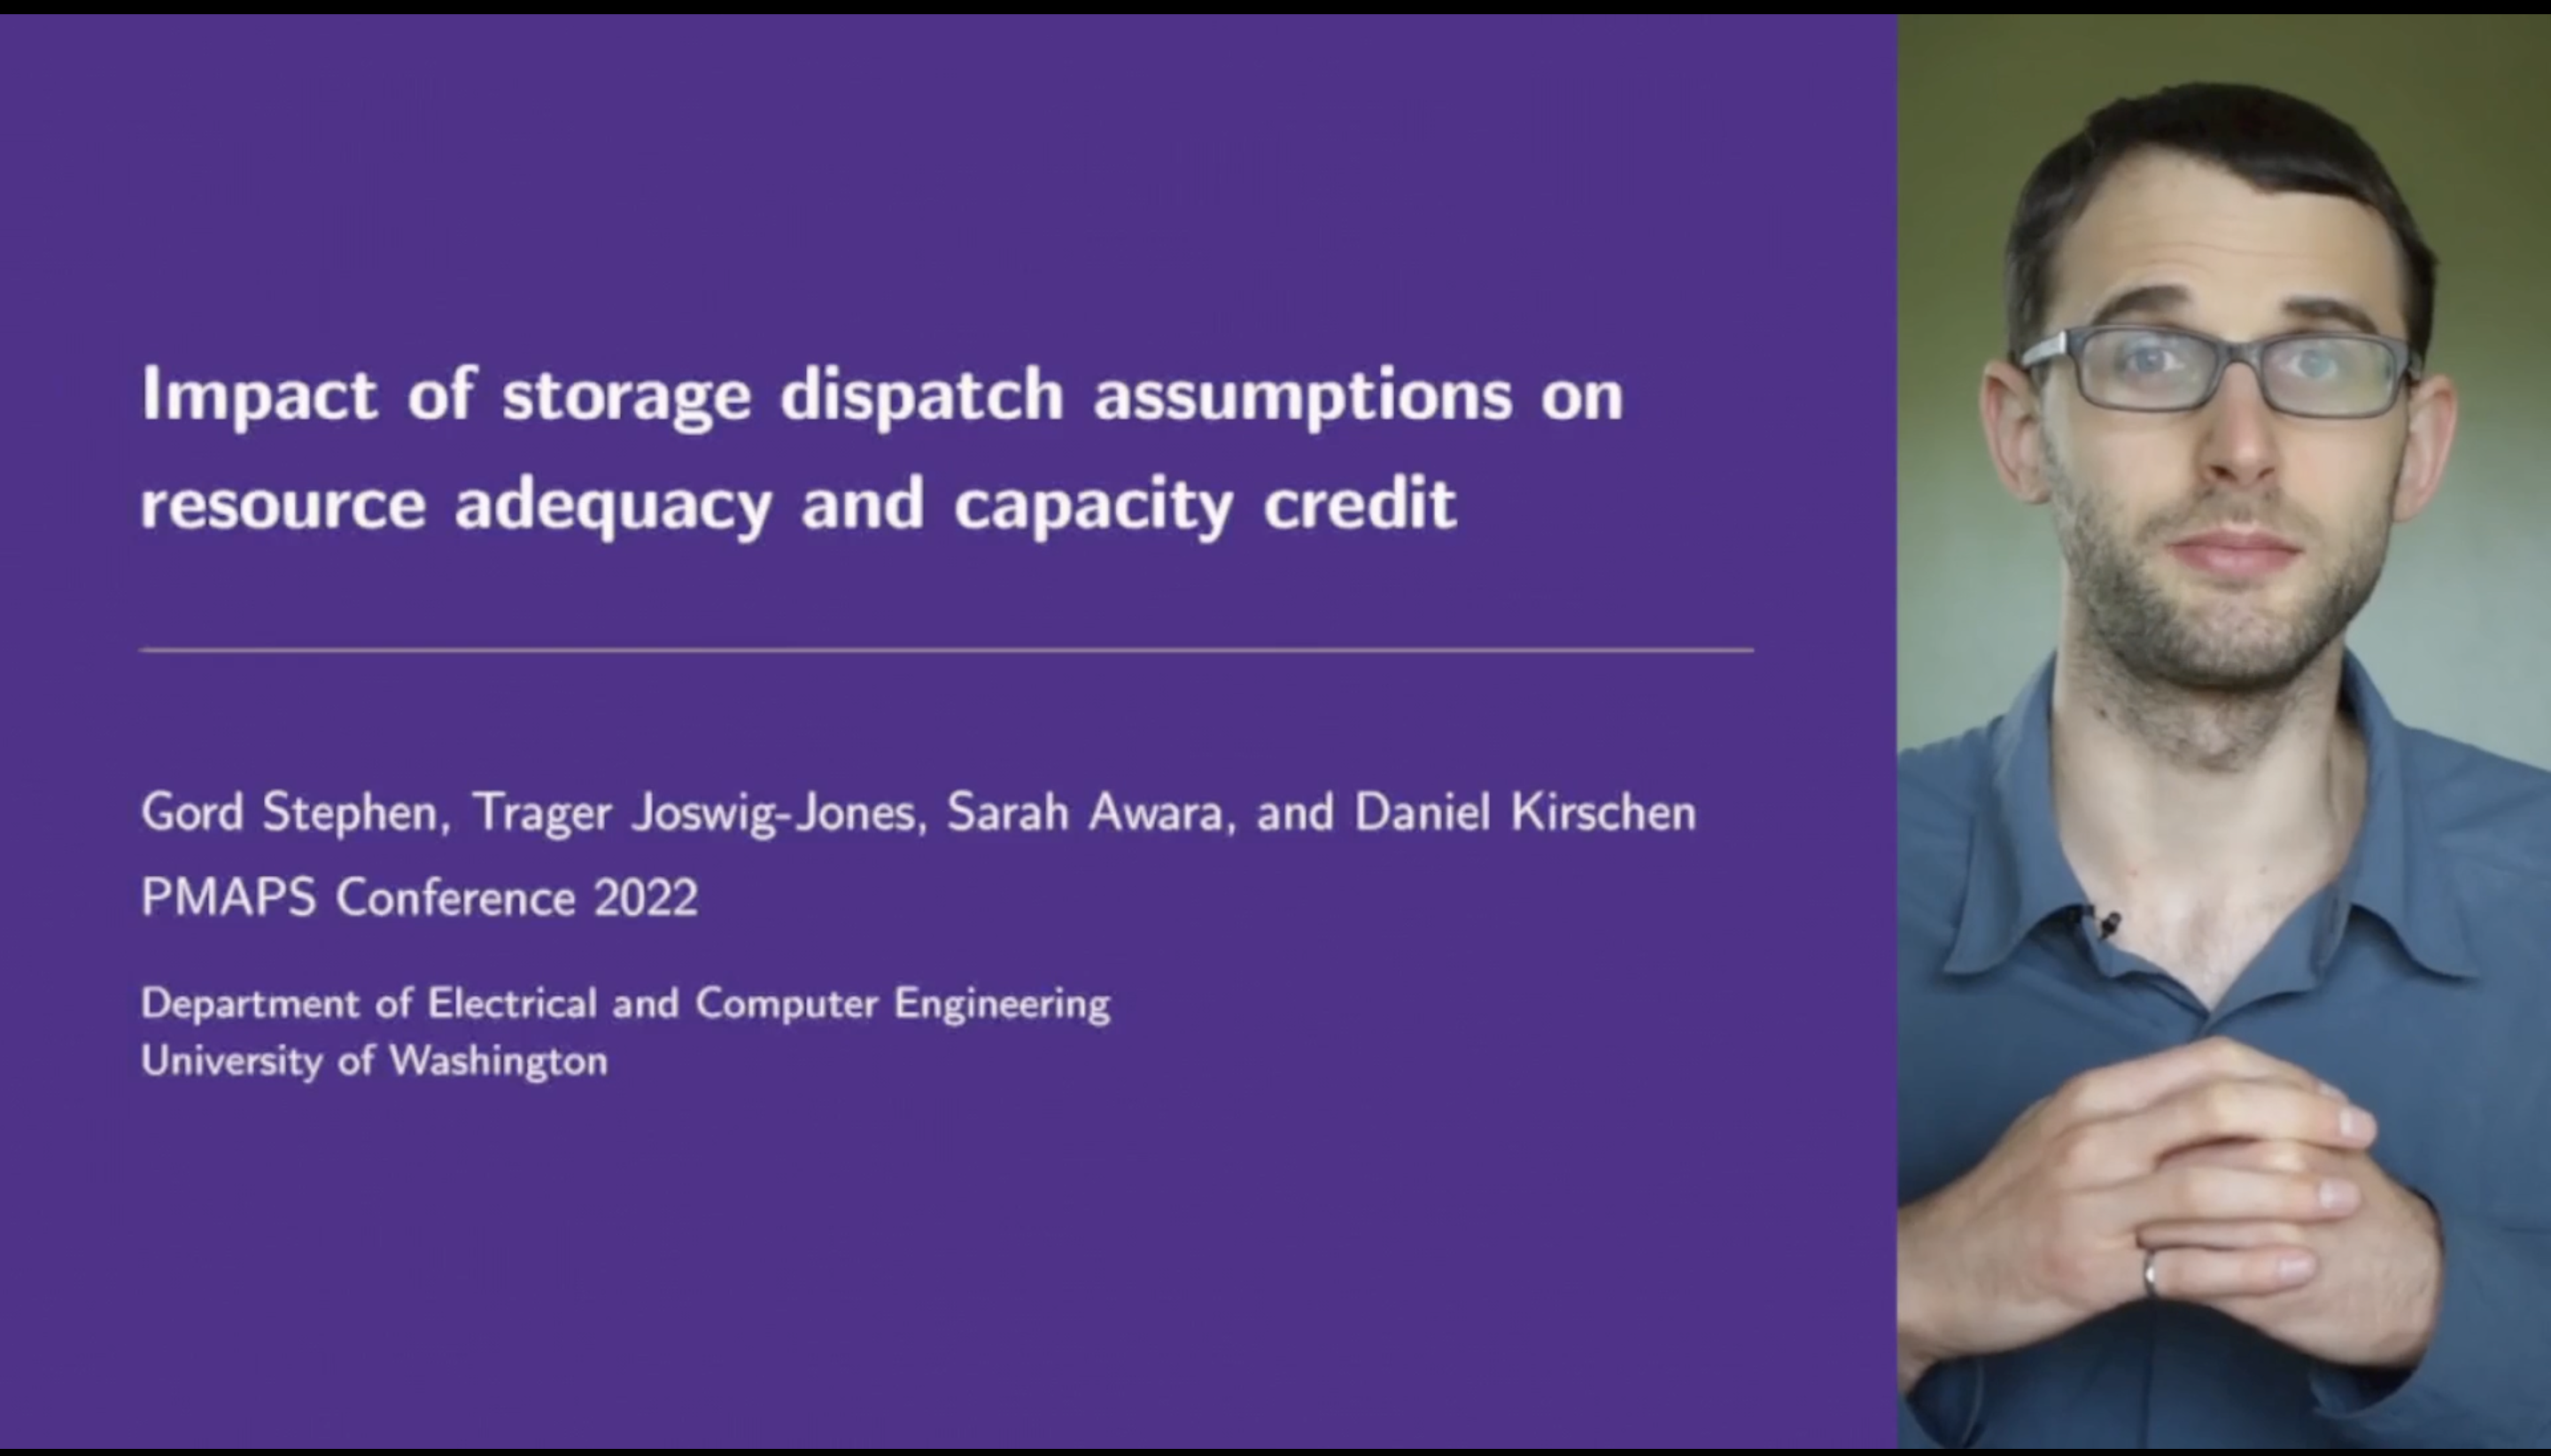 Impact of storage dispatch assumptions on
resource adequacy and capacity credit
Gord Stephen, Trager Joswig-Jones, Sarah Awara, and Daniel Kirschen
PMAPS Conference 2022
Department of Electrical and Computer Engineering
University of Washington